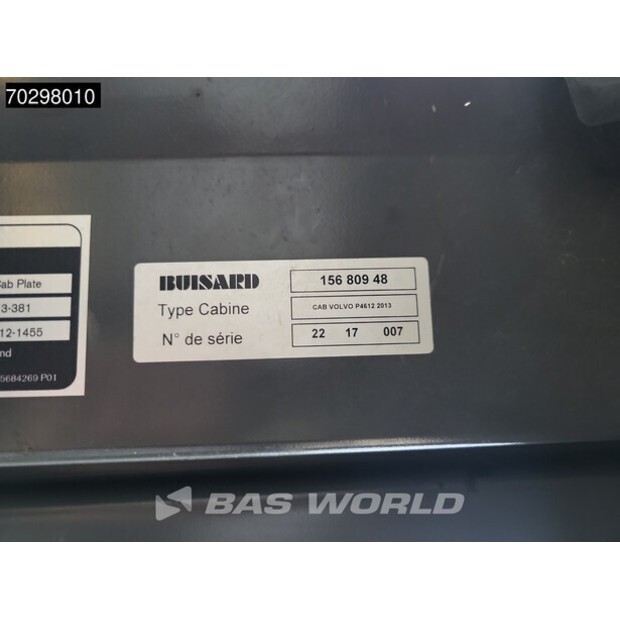 70298010
Cab Plate
3-381
12-1455
nd
5684269 P01
BUISARD 156 809 48
Type Cabine CAB VOLVO P4612 2013
N° de série 22 17 007
BAS WORLD